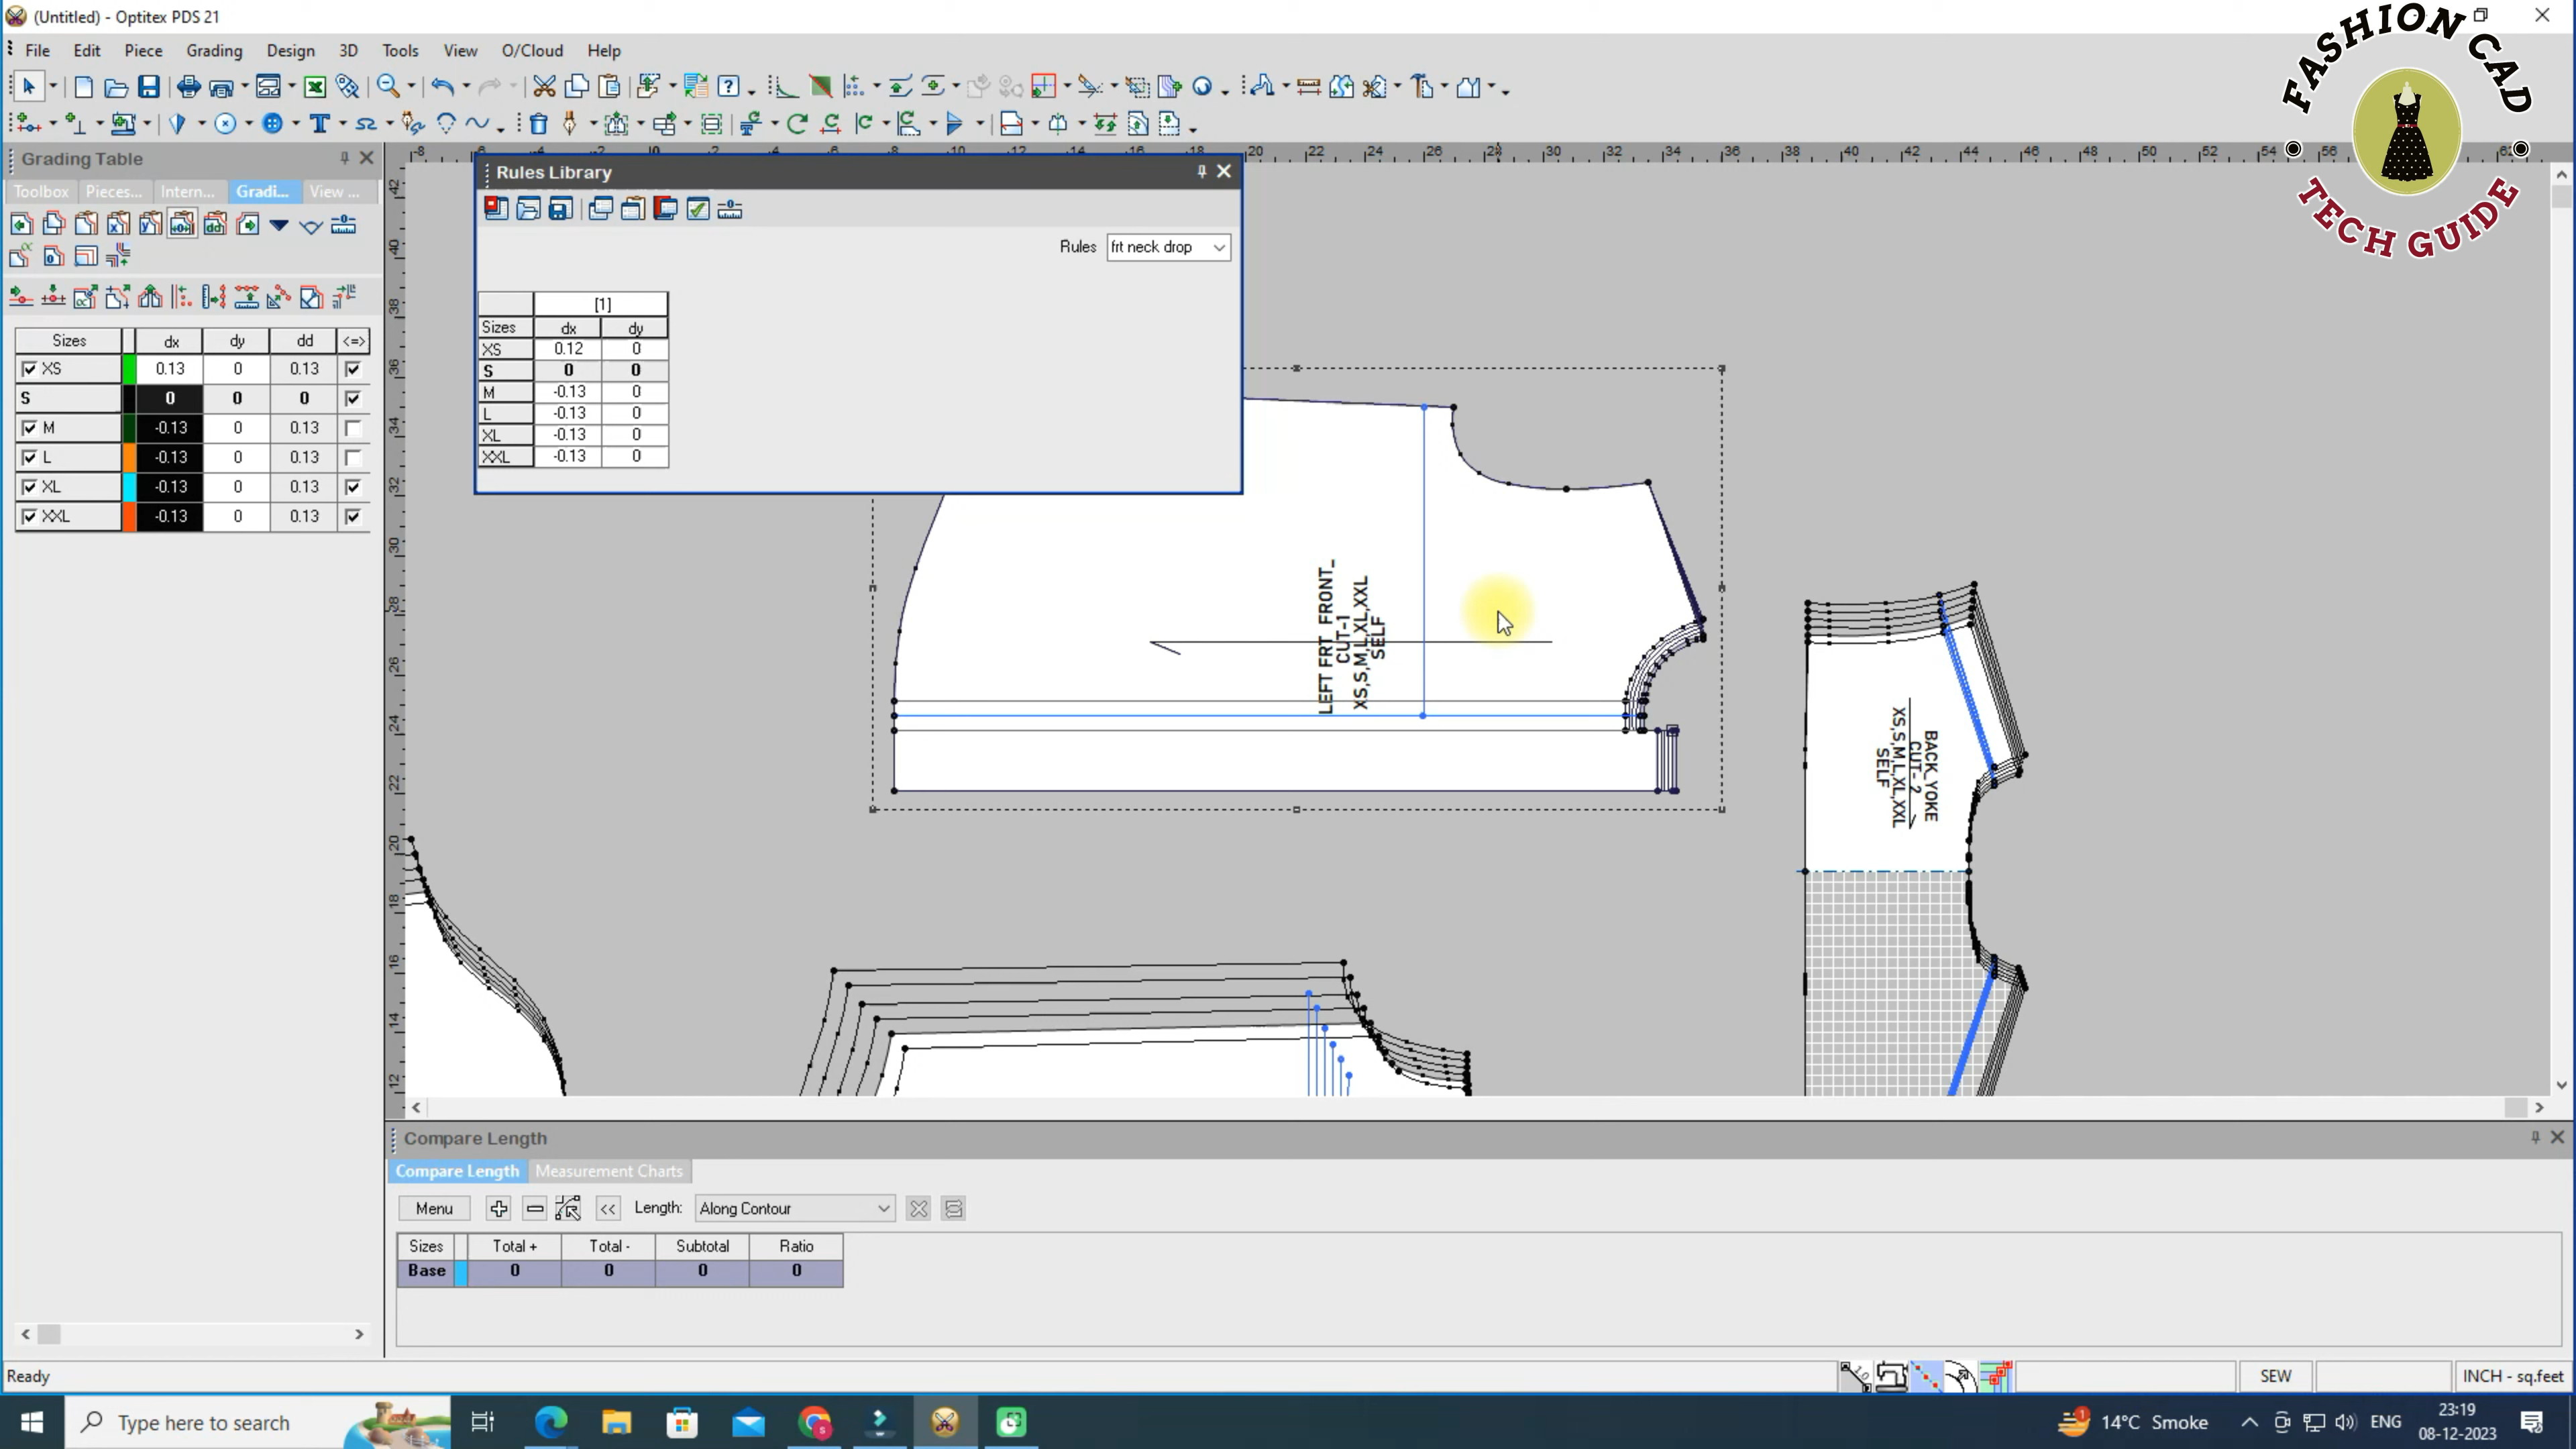 (Untitled) - Optitex PDS 21
File Edit Piece Grading Design 3D Tools View O/Cloud Help
FASHION CAD
TECH GUIDE
Grading Table
Toolbox Pieces... Intern... Gradi... View ...
Sizes dx dy dd <=>
XS 0.13 0 0.13
S 0 0 0
M -0.13 0 0.13
L -0.13 0 0.13
XL -0.13 0 0.13
XXL -0.13 0 0.13
Rules Library
Rules frt neck drop
[1]
Sizes dx dy
XS 0.12 0
S 0 0
M -0.13 0
L -0.13 0
XL -0.13 0
XXL -0.13 0
LEFT FRT FRONT_
CUT-1
XS,S,M,L,XL,XXL
SELF
BACK_YOKE
CUT-2
XS,S,M,L,XL,XXL
SELF
Compare Length
Compare Length Measurement Charts
Menu << Length: Along Contour
Sizes Total + Total - Subtotal Ratio
Base 0 0 0 0
Ready
SEW INCH - sq.feet
Type here to search
14°C Smoke ENG 23:19
08-12-2023